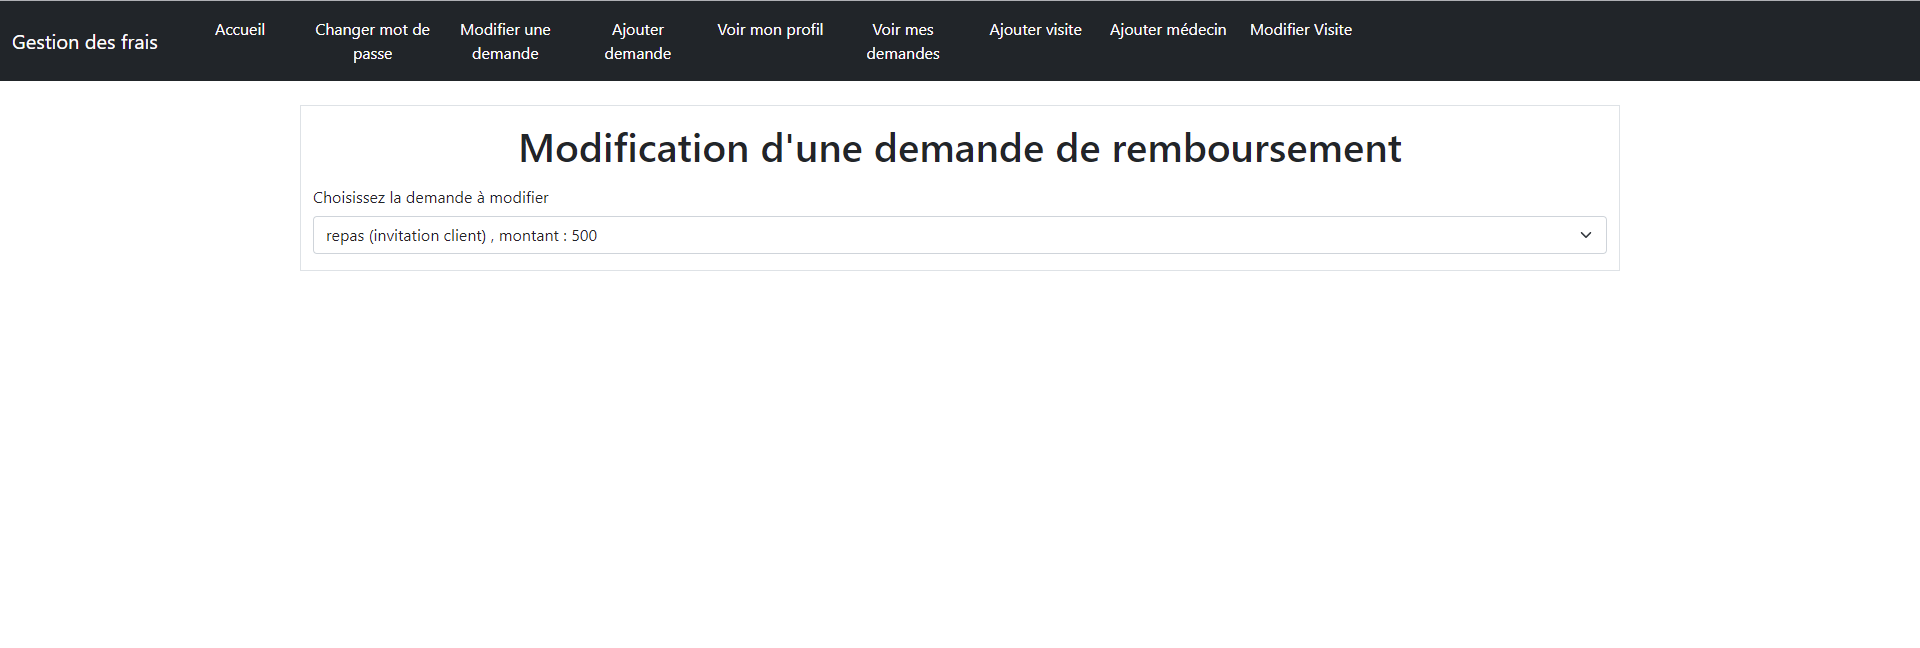 Gestion des frais
Accueil
Changer mot de
passe
Modifier une
demande
Ajouter
demande
Voir mon profil
Voir mes
demandes
Ajouter visite
Ajouter médecin
Modifier Visite
Modification d'une demande de remboursement
Choisissez la demande à modifier
repas (invitation client) , montant : 500